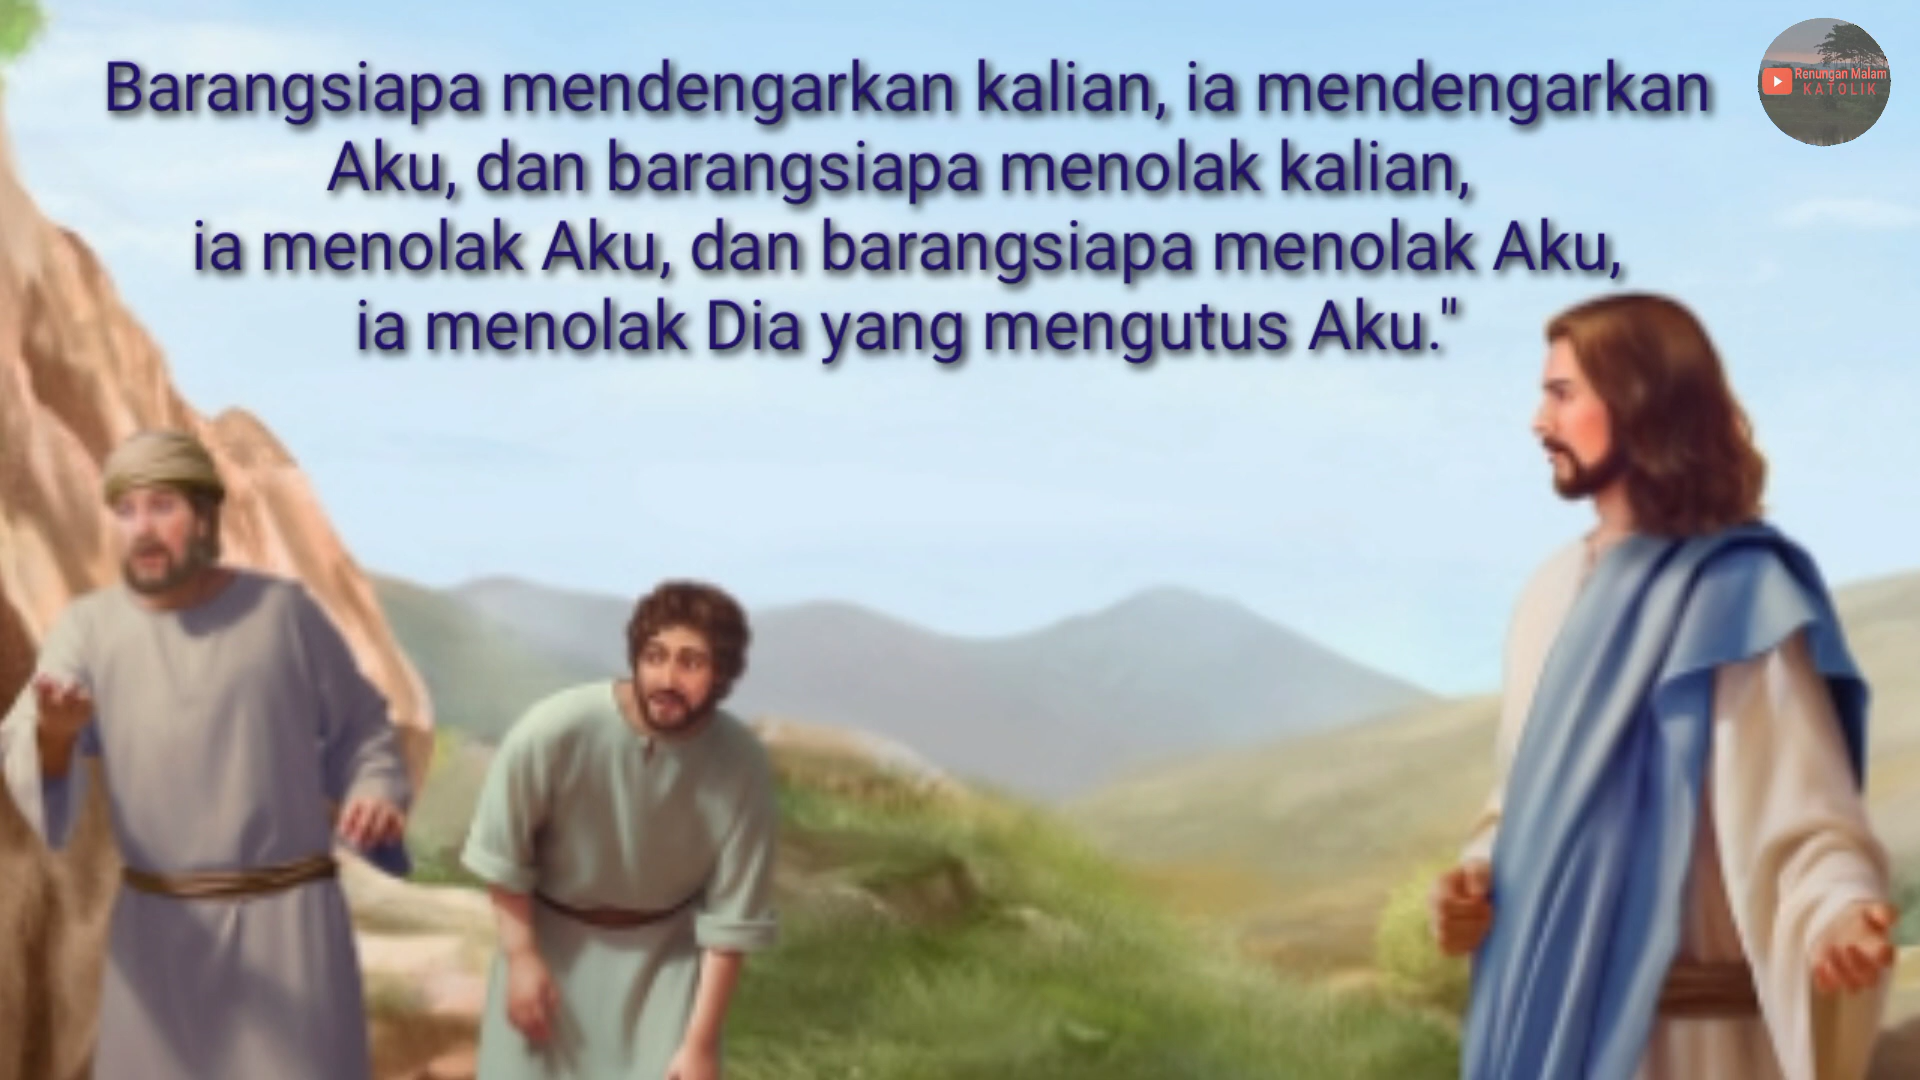 Barangsiapa mendengarkan kalian, ia mendengarkan
Aku, dan barangsiapa menolak kalian,
ia menolak Aku, dan barangsiapa menolak Aku,
ia menolak Dia yang mengutus Aku."
Renungan Malam
KATOLIK